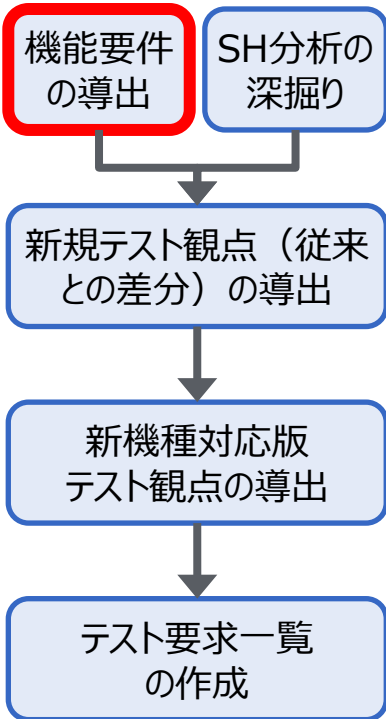 機能要件
の導出
SH分析の
深掘り
新規テスト観点（従来
との差分）の導出
新機種対応版
テスト観点の導出
テスト要求一覧
の作成